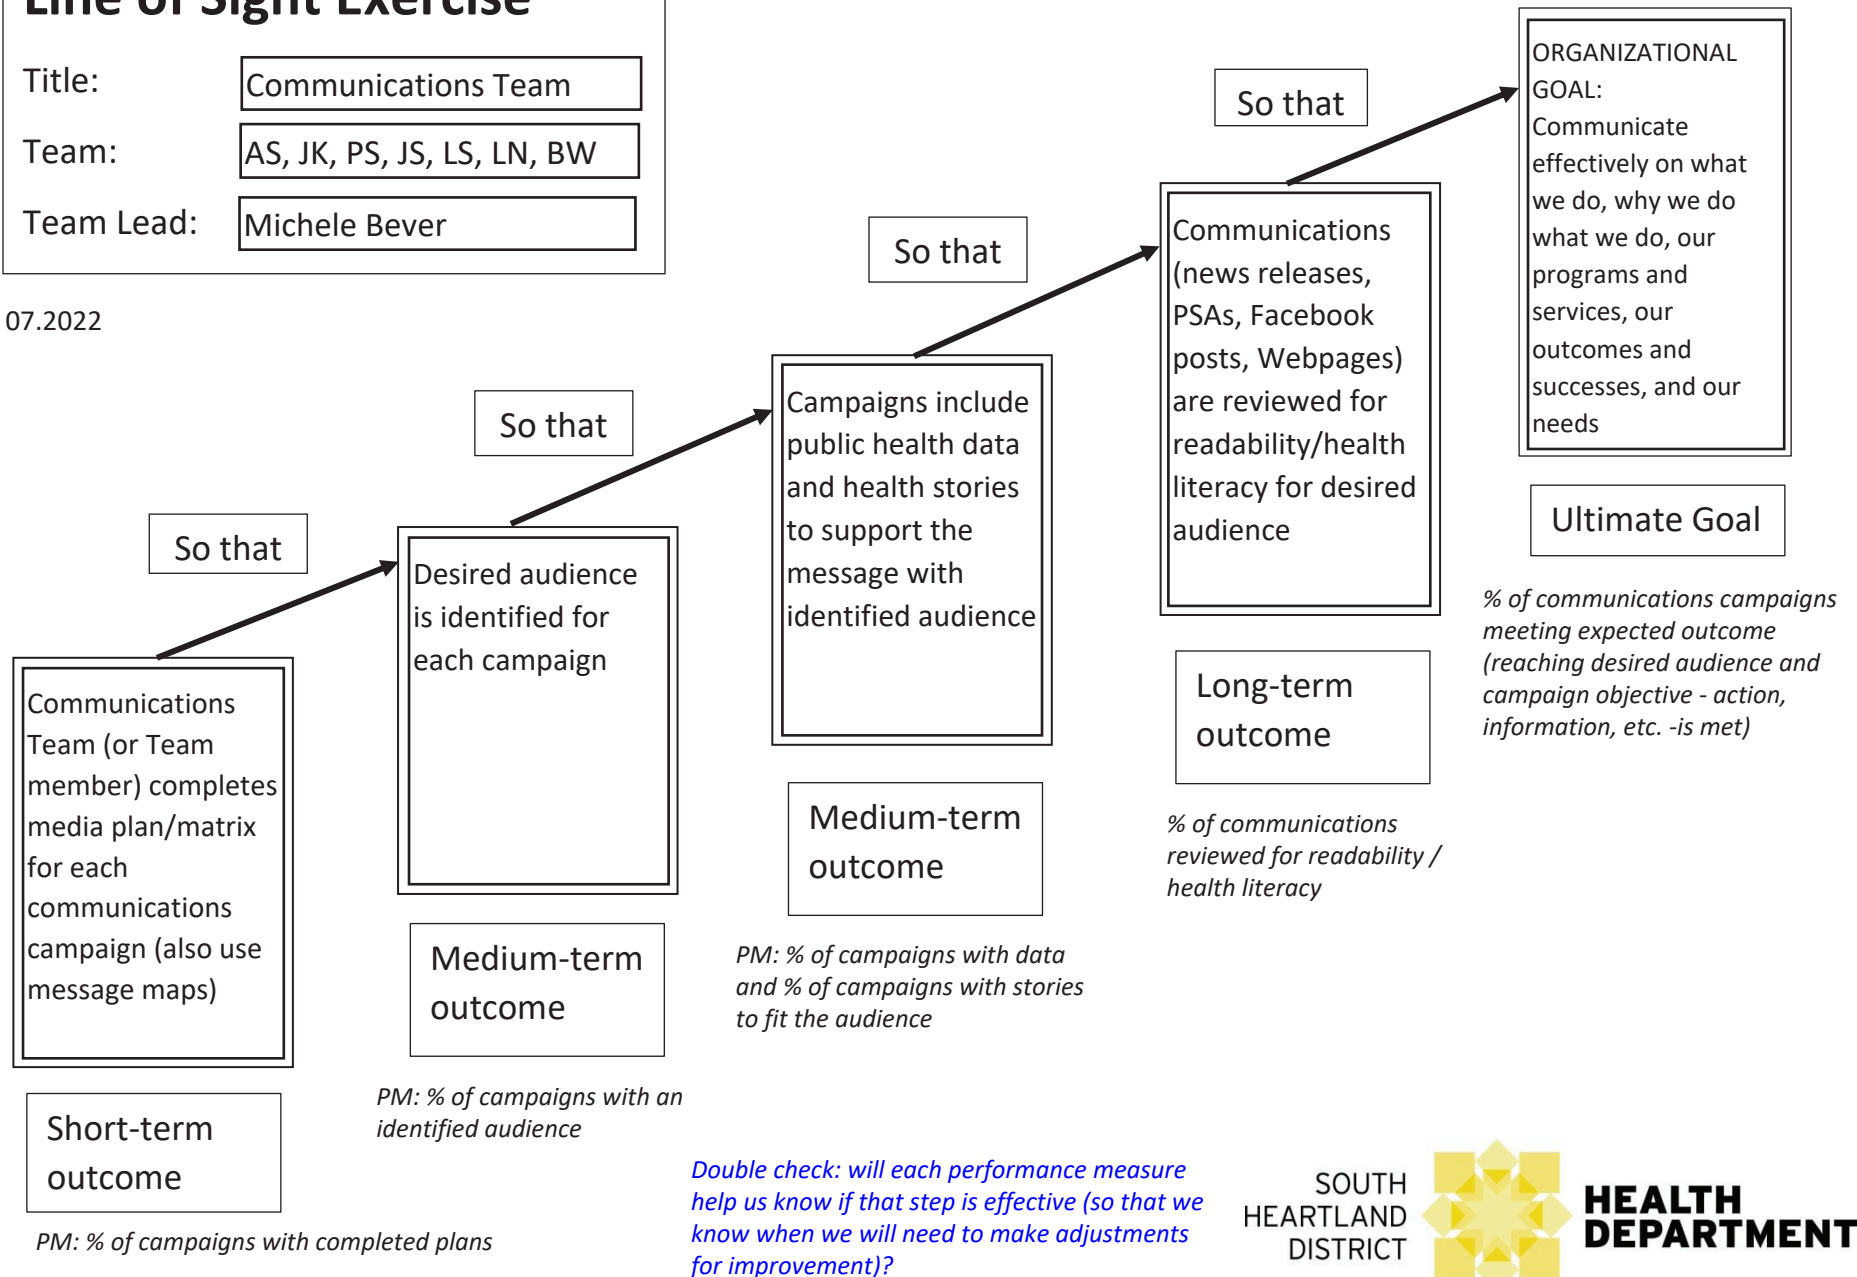 Line of Sight Exercise
Title:
Communications Team
Team:
AS, JK, PS, JS, LS, LN, BW
Team Lead:
Michele Bever
07.2022
Communications
Team (or Team
member) completes
media plan/matrix
for each
communications
campaign (also use
message maps)
Short-term
outcome
PM: % of campaigns with completed plans
So that
Desired audience
is identified for
each campaign
Medium-term
outcome
PM: % of campaigns with an
identified audience
So that
Campaigns include
public health data
and health stories
to support the
message with
identified audience
Medium-term
outcome
PM: % of campaigns with data
and % of campaigns with stories
to fit the audience
So that
Communications
(news releases,
PSAs, Facebook
posts, Webpages)
are reviewed for
readability/health
literacy for desired
audience
Long-term
outcome
% of communications
reviewed for readability /
health literacy
So that
ORGANIZATIONAL
GOAL:
Communicate
effectively on what
we do, why we do
what we do, our
programs and
services, our
outcomes and
successes, and our
needs
Ultimate Goal
% of communications campaigns
meeting expected outcome
(reaching desired audience and
campaign objective - action,
information, etc. -is met)
Double check: will each performance measure
help us know if that step is effective (so that we
know when we will need to make adjustments
for improvement)?
SOUTH
HEARTLAND
DISTRICT
HEALTH
DEPARTMENT